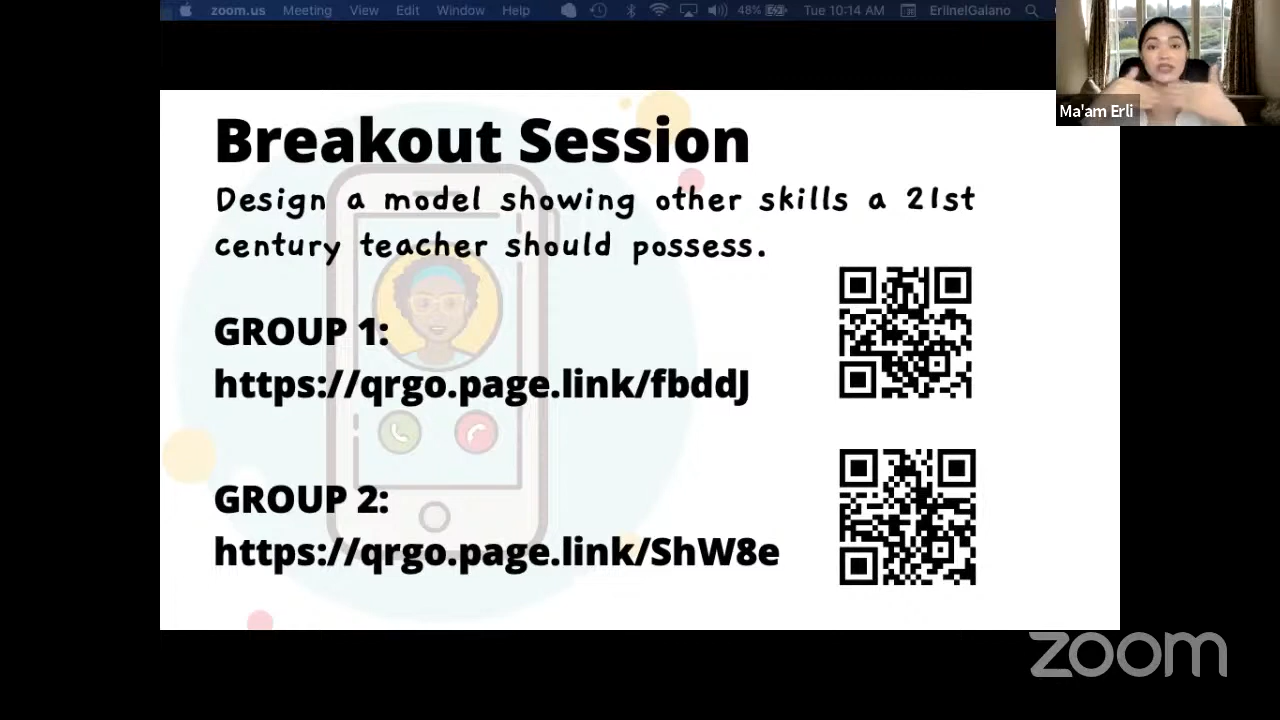 zoom.us Meeting View Edit Window Help 48% Tue 10:14 AM ErlinelGalano
Ma'am Erli
Breakout Session
Design a model showing other skills a 21st
century teacher should possess.
GROUP 1:
https://qrgo.page.link/fbddJ
GROUP 2:
https://qrgo.page.link/ShW8e
zoom